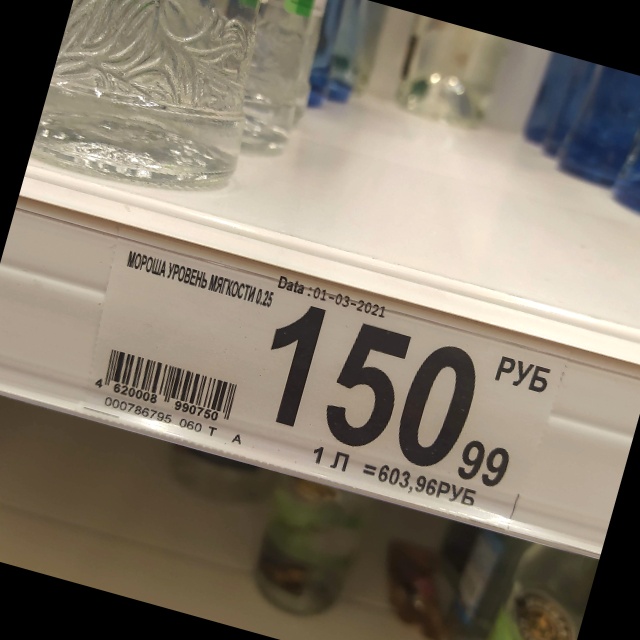 МОРОША УРОВЕНЬ МЯГКОСТИ 0.25
Data :01-03-2021
150 99 РУБ
4 620008 990750
000786795 060 Т А
1 Л =603,96РУБ